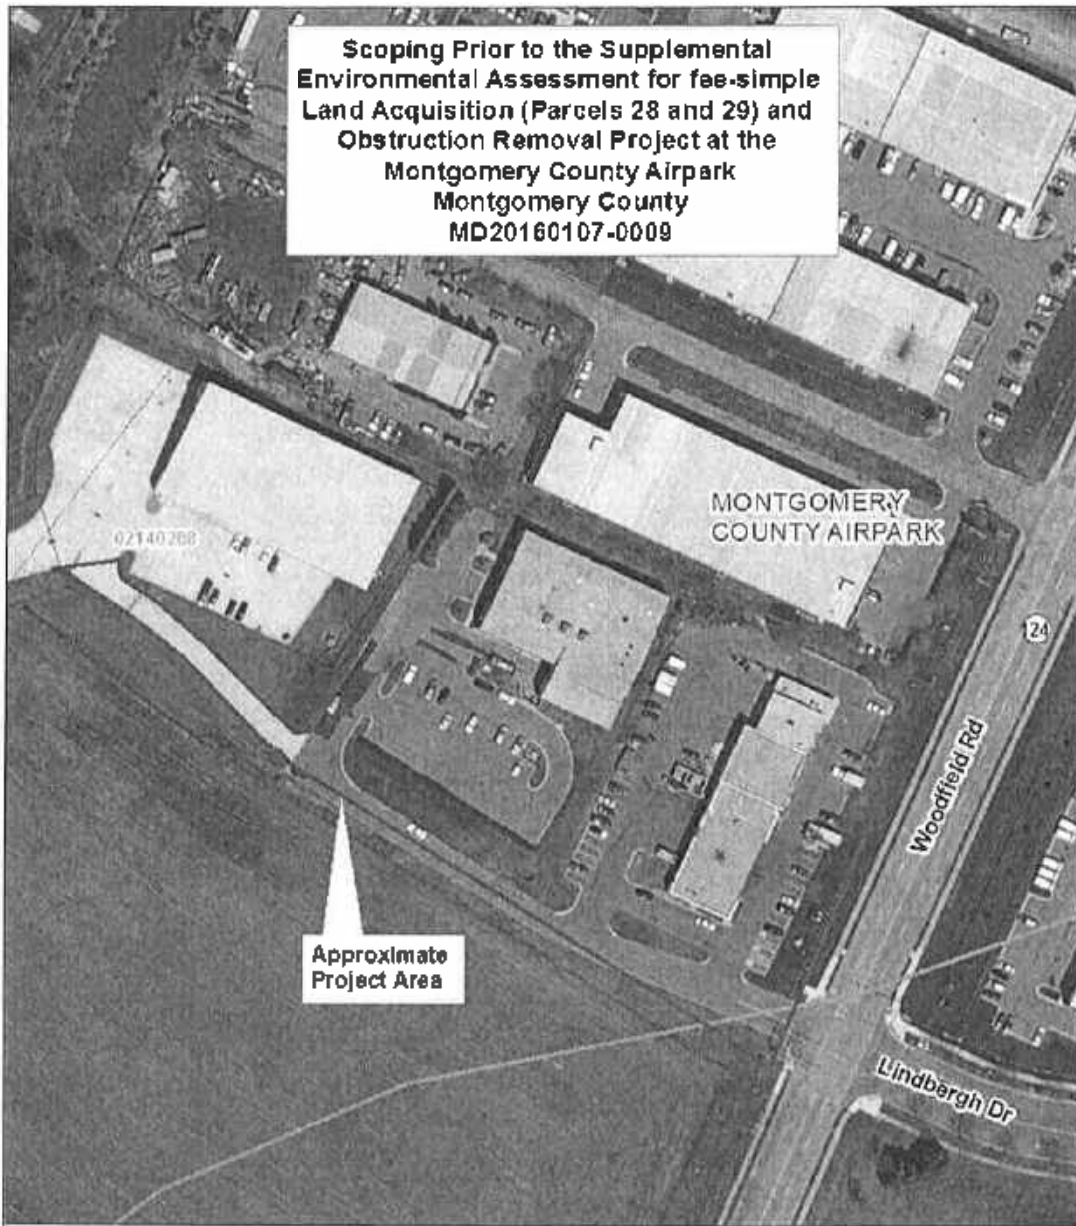 Scoping Prior to the Supplemental
Environmental Assessment for fee-simple
Land Acquisition (Parcels 28 and 29) and
Obstruction Removal Project at the
Montgomery County Airpark
Montgomery County
MD20160107-0009
MONTGOMERY
COUNTY AIRPARK
02140208
124
Woodfield Rd
Approximate
Project Area
Lindbergh Dr